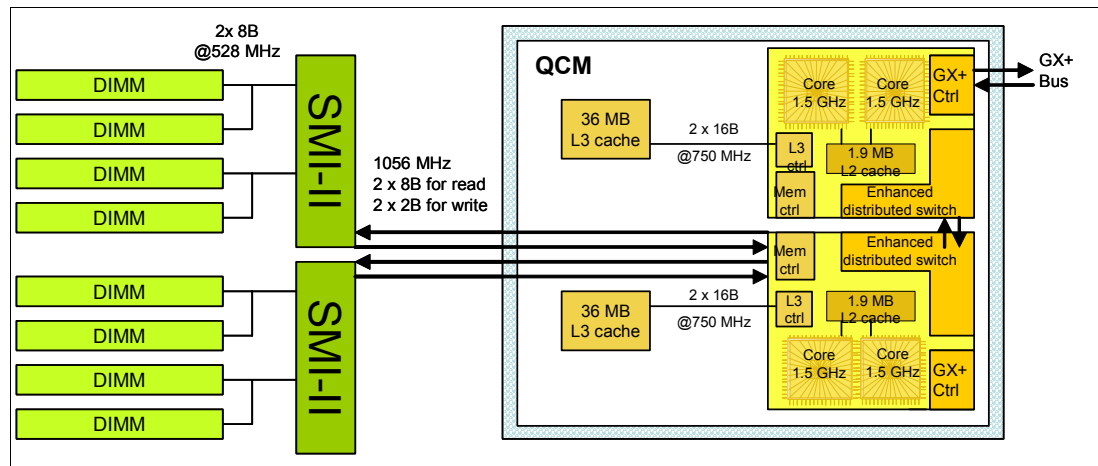 2x 8B
@528 MHz
DIMM
DIMM
DIMM
DIMM
SMI-II
DIMM
DIMM
DIMM
DIMM
SMI-II
1056 MHz
2 x 8B for read
2 x 2B for write
QCM
36 MB
L3 cache
2 x 16B
@750 MHz
Core
1.5 GHz
Core
1.5 GHz
GX+
Ctrl
GX+
Bus
L3
ctrl
1.9 MB
L2 cache
Mem
ctrl
Enhanced
distributed switch
Mem
ctrl
Enhanced
distributed switch
36 MB
L3 cache
2 x 16B
@750 MHz
L3
ctrl
1.9 MB
L2 cache
Core
1.5 GHz
Core
1.5 GHz
GX+
Ctrl